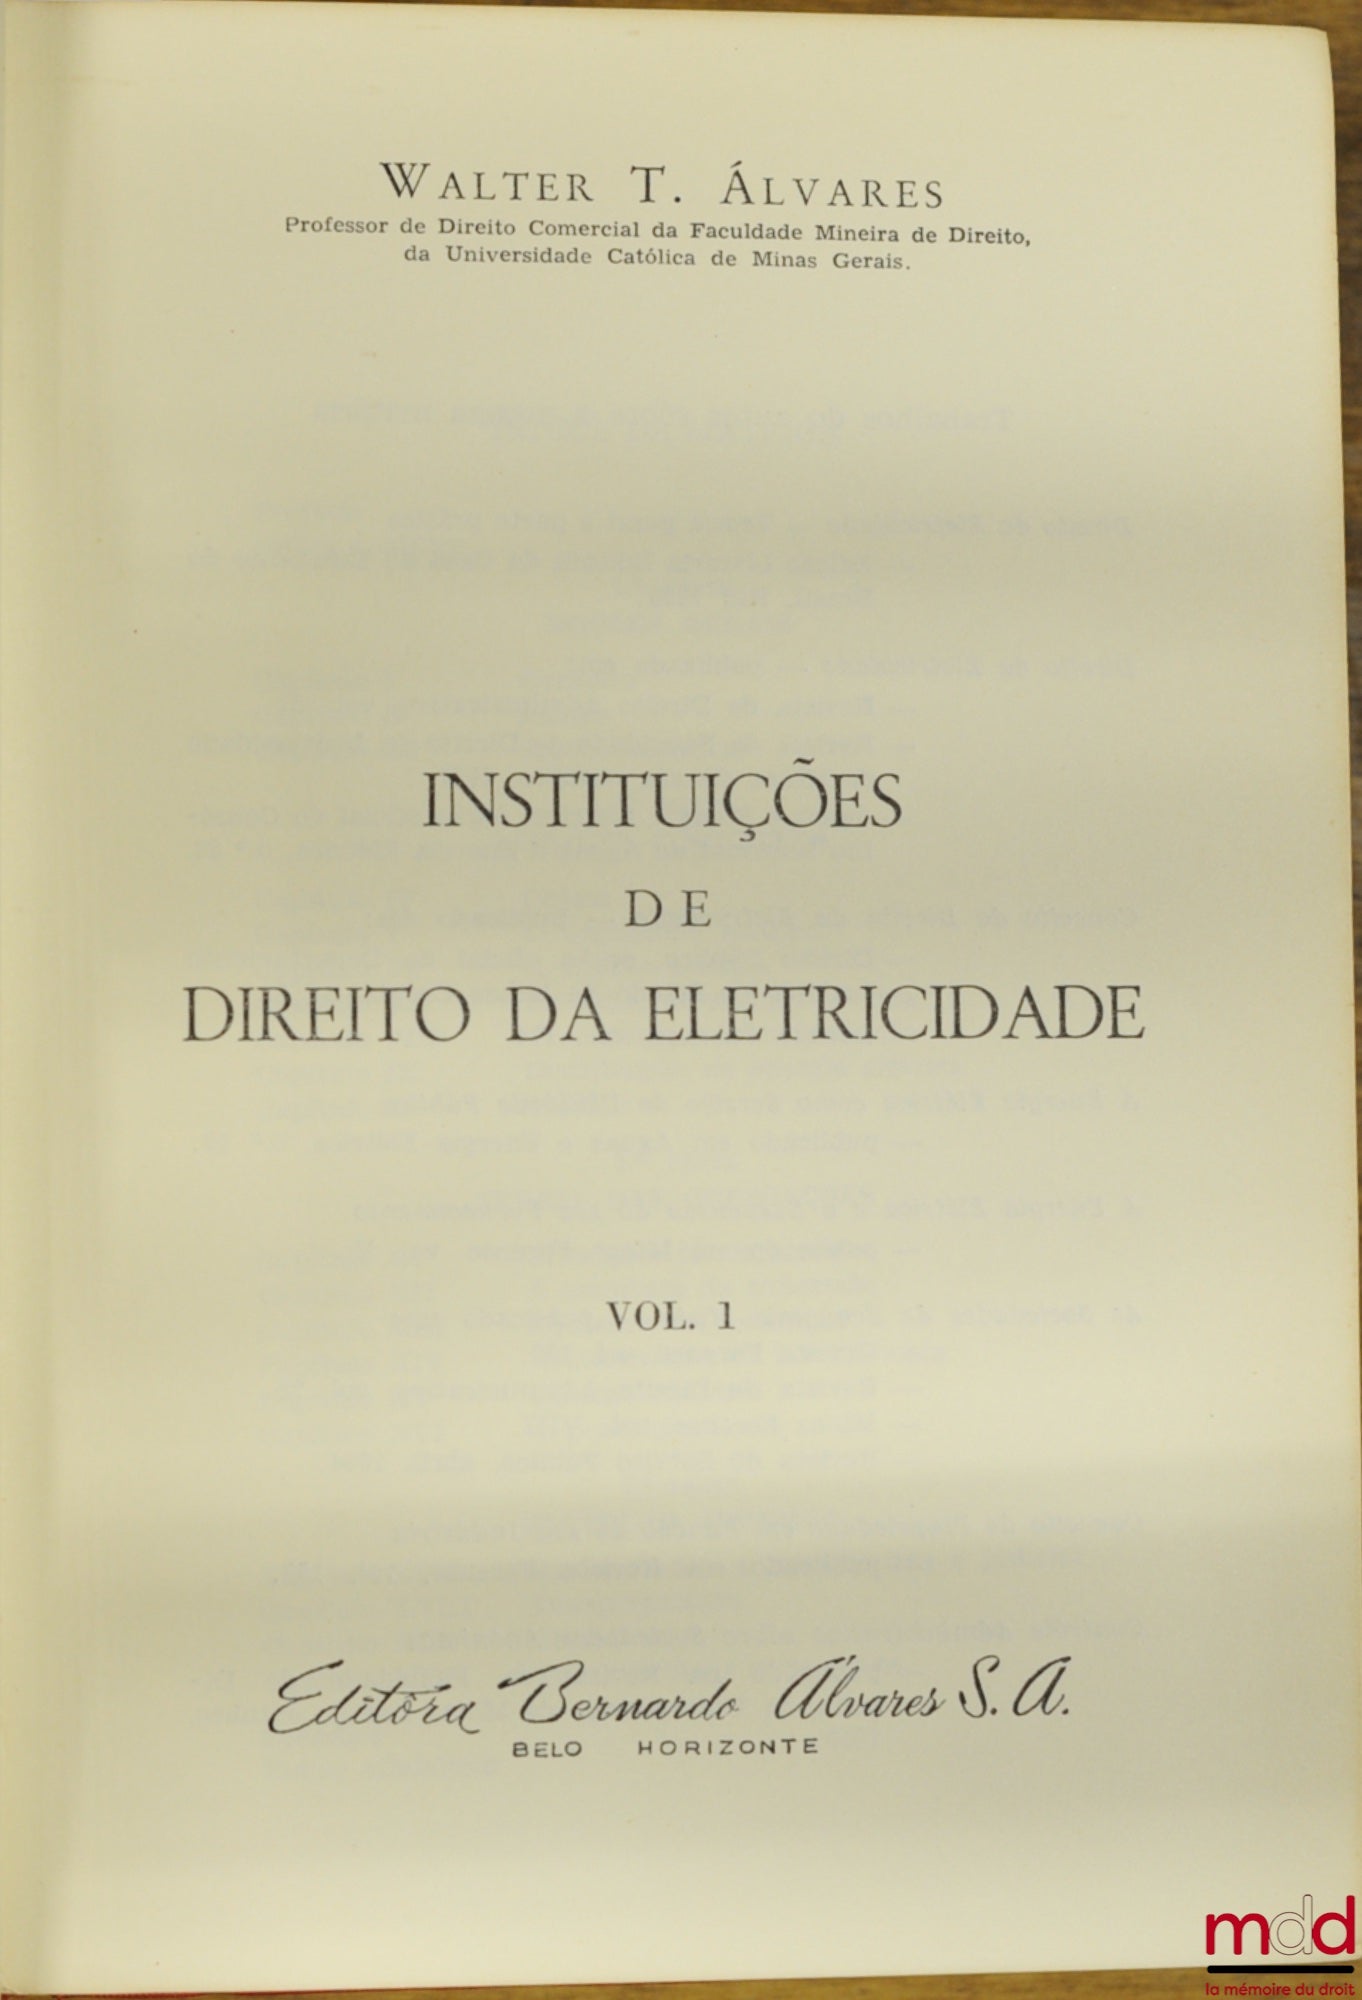 WALTER T. ÁLVARES
Professor de Direito Comercial da Faculdade Mineira de Direito,
da Universidade Católica de Minas Gerais.
INSTITUIÇÕES
DE
DIREITO DA ELETRICIDADE
VOL. 1
Editôra Bernardo Álvares S. A.
BELO HORIZONTE
mdd
la mémoire du droit